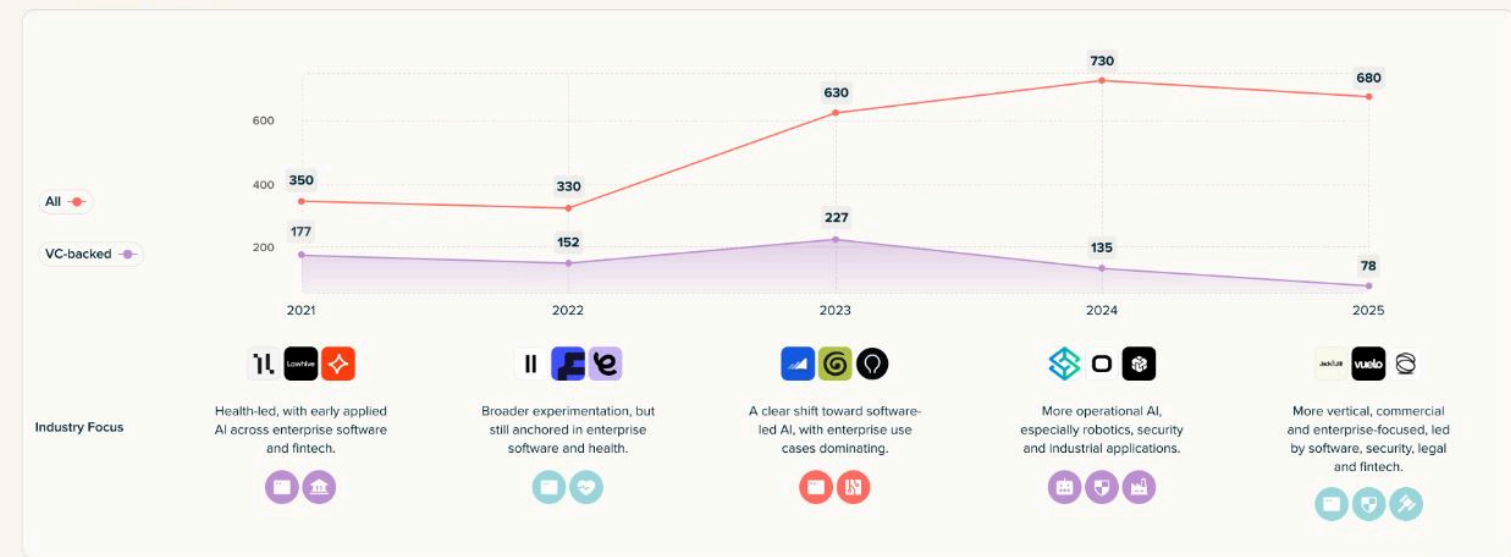 730
680
630
600
400
350
330
All
227
177
200
152
135
VC-backed
78
2021
2022
2023
2024
2025
Lawhive
vuelo
Industry Focus
Health-led, with early applied
AI across enterprise software
and fintech.
Broader experimentation, but
still anchored in enterprise
software and health.
A clear shift toward software-
led AI, with enterprise use
cases dominating.
More operational AI,
especially robotics, security
and industrial applications.
More vertical, commercial
and enterprise-focused, led
by software, security, legal
and fintech.